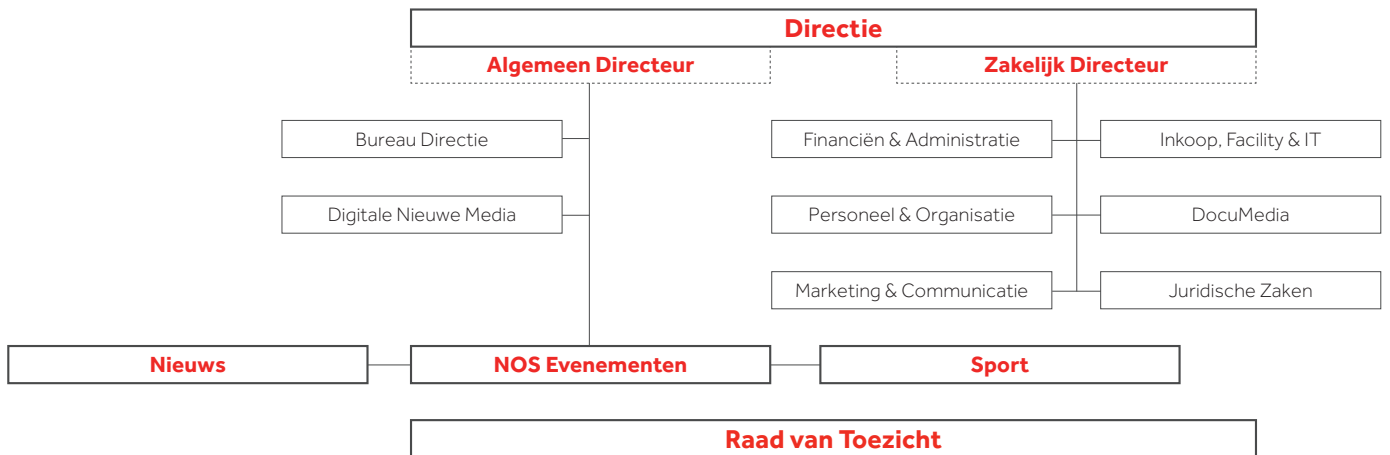 Directie
Algemeen Directeur
Zakelijk Directeur
Bureau Directie
Financiën & Administratie
Inkoop, Facility & IT
Digitale Nieuwe Media
Personeel & Organisatie
DocuMedia
Marketing & Communicatie
Juridische Zaken
Nieuws
NOS Evenementen
Sport
Raad van Toezicht